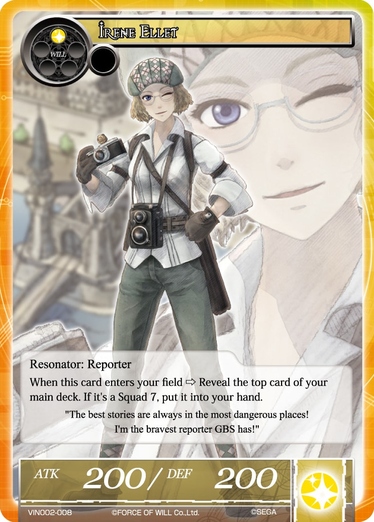 Irene Ellet
WILL
Resonator: Reporter
When this card enters your field ⇨ Reveal the top card of your
main deck. If it's a Squad 7, put it into your hand.
"The best stories are always in the most dangerous places!
I'm the bravest reporter GBS has!"
ATK 200 / DEF 200
VIN002-008 ©FORCE OF WILL Co.,Ltd. ©SEGA